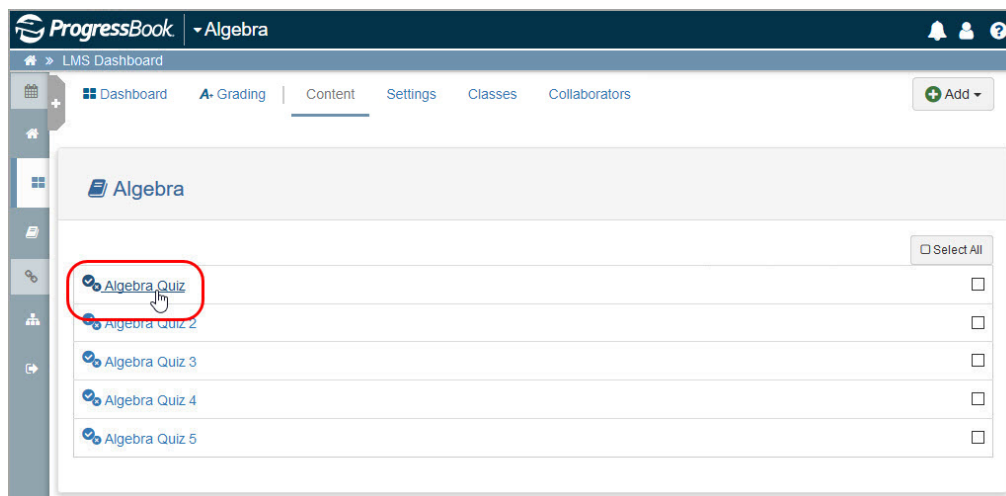 ProgressBook. Algebra
» LMS Dashboard
Dashboard A+ Grading Content Settings Classes Collaborators Add
Algebra
Select All
Algebra Quiz
Algebra Quiz 2
Algebra Quiz 3
Algebra Quiz 4
Algebra Quiz 5